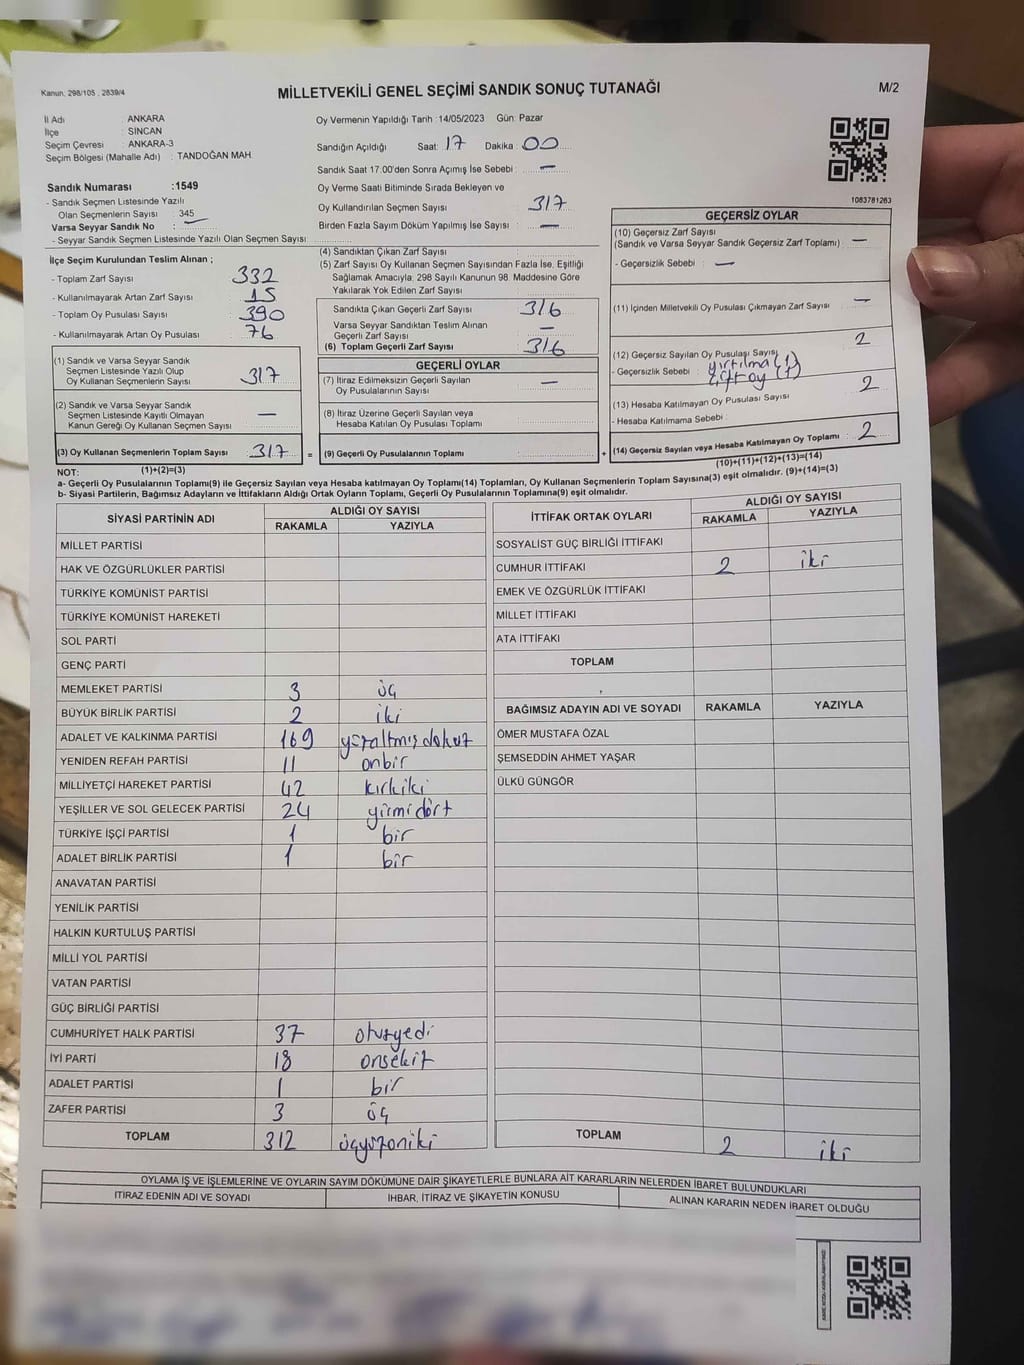 Kanun, 298/105 , 2839/4
MİLLETVEKİLİ GENEL SEÇİMİ SANDIK SONUÇ TUTANAĞI
M/2
İl Adı : ANKARA
İlçe : SİNCAN
Seçim Çevresi : ANKARA-3
Seçim Bölgesi (Mahalle Adı) : TANDOĞAN MAH.
Sandık Numarası :1549
- Sandık Seçmen Listesinde Yazılı
Olan Seçmenlerin Sayısı : 345
Varsa Seyyar Sandık No : —
- Seyyar Sandık Seçmen Listesinde Yazılı Olan Seçmen Sayısı
Oy Vermenin Yapıldığı Tarih :14/05/2023 Gün: Pazar
Sandığın Açıldığı Saat: 17 Dakika : 00
Sandık Saat 17.00'den Sonra Açımış İse Sebebi : —
Oy Verme Saati Bitiminde Sırada Bekleyen ve
Oy Kullandırılan Seçmen Sayısı : 317
Birden Fazla Sayım Döküm Yapılmış İse Sayısı : —
1083781263
İlçe Seçim Kurulundan Teslim Alınan ;
- Toplam Zarf Sayısı : 332
- Kullanılmayarak Artan Zarf Sayısı : 15
- Toplam Oy Pusulası Sayısı : 390
- Kullanılmayarak Artan Oy Pusulası : 76
(1) Sandık ve Varsa Seyyar Sandık
Seçmen Listesinde Yazılı Olup
Oy Kullanan Seçmenlerin Sayısı : 317
(2) Sandık ve Varsa Seyyar Sandık
Seçmen Listesinde Kayıtlı Olmayan
Kanun Gereği Oy Kullanan Seçmen Sayısı : —
(3) Oy Kullanan Seçmenlerin Toplam Sayısı : 317 =
(4) Sandıktan Çıkan Zarf Sayısı :
(5) Zarf Sayısı Oy Kullanan Seçmen Sayısından Fazla İse, Eşitliği
Sağlamak Amacıyla, 298 Sayılı Kanunun 98. Maddesine Göre
Yakılarak Yok Edilen Zarf Sayısı :
Sandıkta Çıkan Geçerli Zarf Sayısı : 316
Varsa Seyyar Sandıktan Teslim Alınan
Geçerli Zarf Sayısı : —
(6) Toplam Geçerli Zarf Sayısı : 316
GEÇERLİ OYLAR
(7) İtiraz Edilmeksizin Geçerli Sayılan
Oy Pusulalarının Sayısı : —
(8) İtiraz Üzerine Geçerli Sayılan veya
Hesaba Katılan Oy Pusulası Toplamı :
(9) Geçerli Oy Pusulalarının Toplamı : +
GEÇERSİZ OYLAR
(10) Geçersiz Zarf Sayısı
(Sandık ve Varsa Seyyar Sandık Geçersiz Zarf Toplamı) : —
- Geçersizlik Sebebi : —
(11) İçinden Milletvekili Oy Pusulası Çıkmayan Zarf Sayısı : —
(12) Geçersiz Sayılan Oy Pusulası Sayısı : 2
- Geçersizlik Sebebi : yırtılma (1)
çift oy (1)
(13) Hesaba Katılmayan Oy Pusulası Sayısı : 2
- Hesaba Katılmama Sebebi :
(14) Geçersiz Sayılan veya Hesaba Katılmayan Oy Toplamı : 2
(10)+(11)+(12)+(13)=(14)
NOT: (1)+(2)=(3)
a- Geçerli Oy Pusulalarının Toplamı(9) ile Geçersiz Sayılan veya Hesaba katılmayan Oy Toplamı(14) Toplamları, Oy Kullanan Seçmenlerin Toplam Sayısına(3) eşit olmalıdır. (9)+(14)=(3)
b- Siyasi Partilerin, Bağımsız Adayların ve İttifakların Aldığı Ortak Oyların Toplamı, Geçerli Oy Pusulalarının Toplamına(9) eşit olmalıdır.
SİYASİ PARTİNİN ADI ALDIĞI OY SAYISI
RAKAMLA YAZIYLA
MİLLET PARTİSİ
HAK VE ÖZGÜRLÜKLER PARTİSİ
TÜRKİYE KOMÜNİST PARTİSİ
TÜRKİYE KOMÜNİST HAREKETİ
SOL PARTİ
GENÇ PARTİ
MEMLEKET PARTİSİ 3 üç
BÜYÜK BİRLİK PARTİSİ 2 iki
ADALET VE KALKINMA PARTİSİ 169 yüzaltmışdokuz
YENİDEN REFAH PARTİSİ 11 onbir
MİLLİYETÇİ HAREKET PARTİSİ 42 kırkiki
YEŞİLLER VE SOL GELECEK PARTİSİ 24 yirmidört
TÜRKİYE İŞÇİ PARTİSİ 1 bir
ADALET BİRLİK PARTİSİ 1 bir
ANAVATAN PARTİSİ
YENİLİK PARTİSİ
HALKIN KURTULUŞ PARTİSİ
MİLLİ YOL PARTİSİ
VATAN PARTİSİ
GÜÇ BİRLİĞİ PARTİSİ
CUMHURİYET HALK PARTİSİ 37 otuzyedi
İYİ PARTİ 18 onsekiz
ADALET PARTİSİ 1 bir
ZAFER PARTİSİ 3 üç
TOPLAM 312 üçyüzoniki
İTTİFAK ORTAK OYLARI ALDIĞI OY SAYISI
RAKAMLA YAZIYLA
SOSYALİST GÜÇ BİRLİĞİ İTTİFAKI
CUMHUR İTTİFAKI 2 iki
EMEK VE ÖZGÜRLÜK İTTİFAKI
MİLLET İTTİFAKI
ATA İTTİFAKI
TOPLAM
BAĞIMSIZ ADAYIN ADI VE SOYADI RAKAMLA YAZIYLA
ÖMER MUSTAFA ÖZAL
ŞEMSEDDİN AHMET YAŞAR
ÜLKÜ GÜNGÖR
TOPLAM 2 iki
OYLAMA İŞ VE İŞLEMLERİNE VE OYLARIN SAYIM DÖKÜMÜNE DAİR ŞİKAYETLERLE BUNLARA AİT KARARLARIN NELERDEN İBARET BULUNDUKLARI
İTİRAZ EDENİN ADI VE SOYADI İHBAR, İTİRAZ VE ŞİKAYETİN KONUSU ALINAN KARARIN NEDEN İBARET OLDUĞU